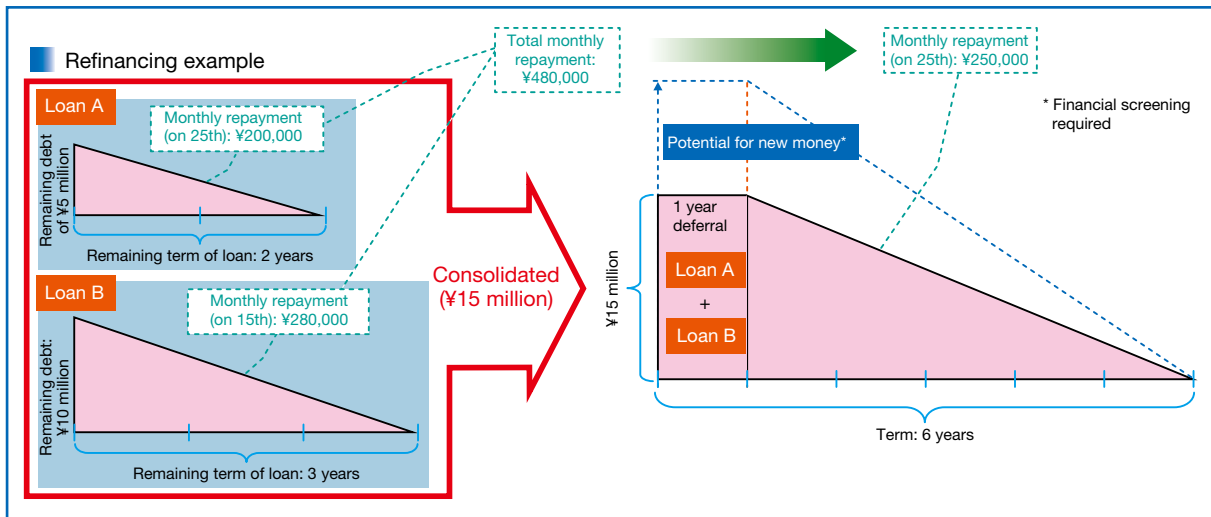 Refinancing example
Loan A
Monthly repayment
(on 25th): ¥200,000
Remaining debt
of ¥5 million
Remaining term of loan: 2 years
Loan B
Monthly repayment
(on 15th): ¥280,000
Remaining debt:
¥10 million
Remaining term of loan: 3 years
Total monthly
repayment:
¥480,000
Consolidated
(¥15 million)
Monthly repayment
(on 25th): ¥250,000
* Financial screening
required
Potential for new money*
1 year
deferral
Loan A
+
Loan B
¥15 million
Term: 6 years